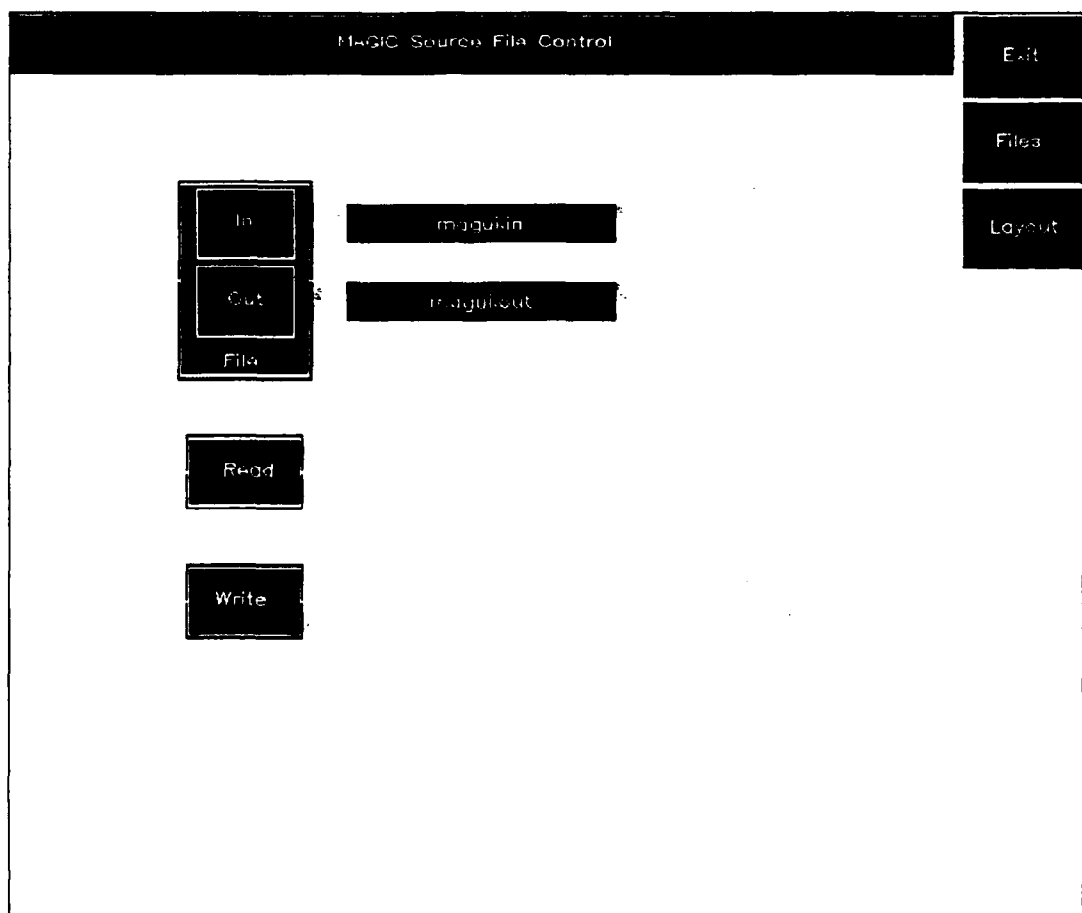 MAGIC Source File Control
Exit
Files
Layout
In
Out
File
Read
Write